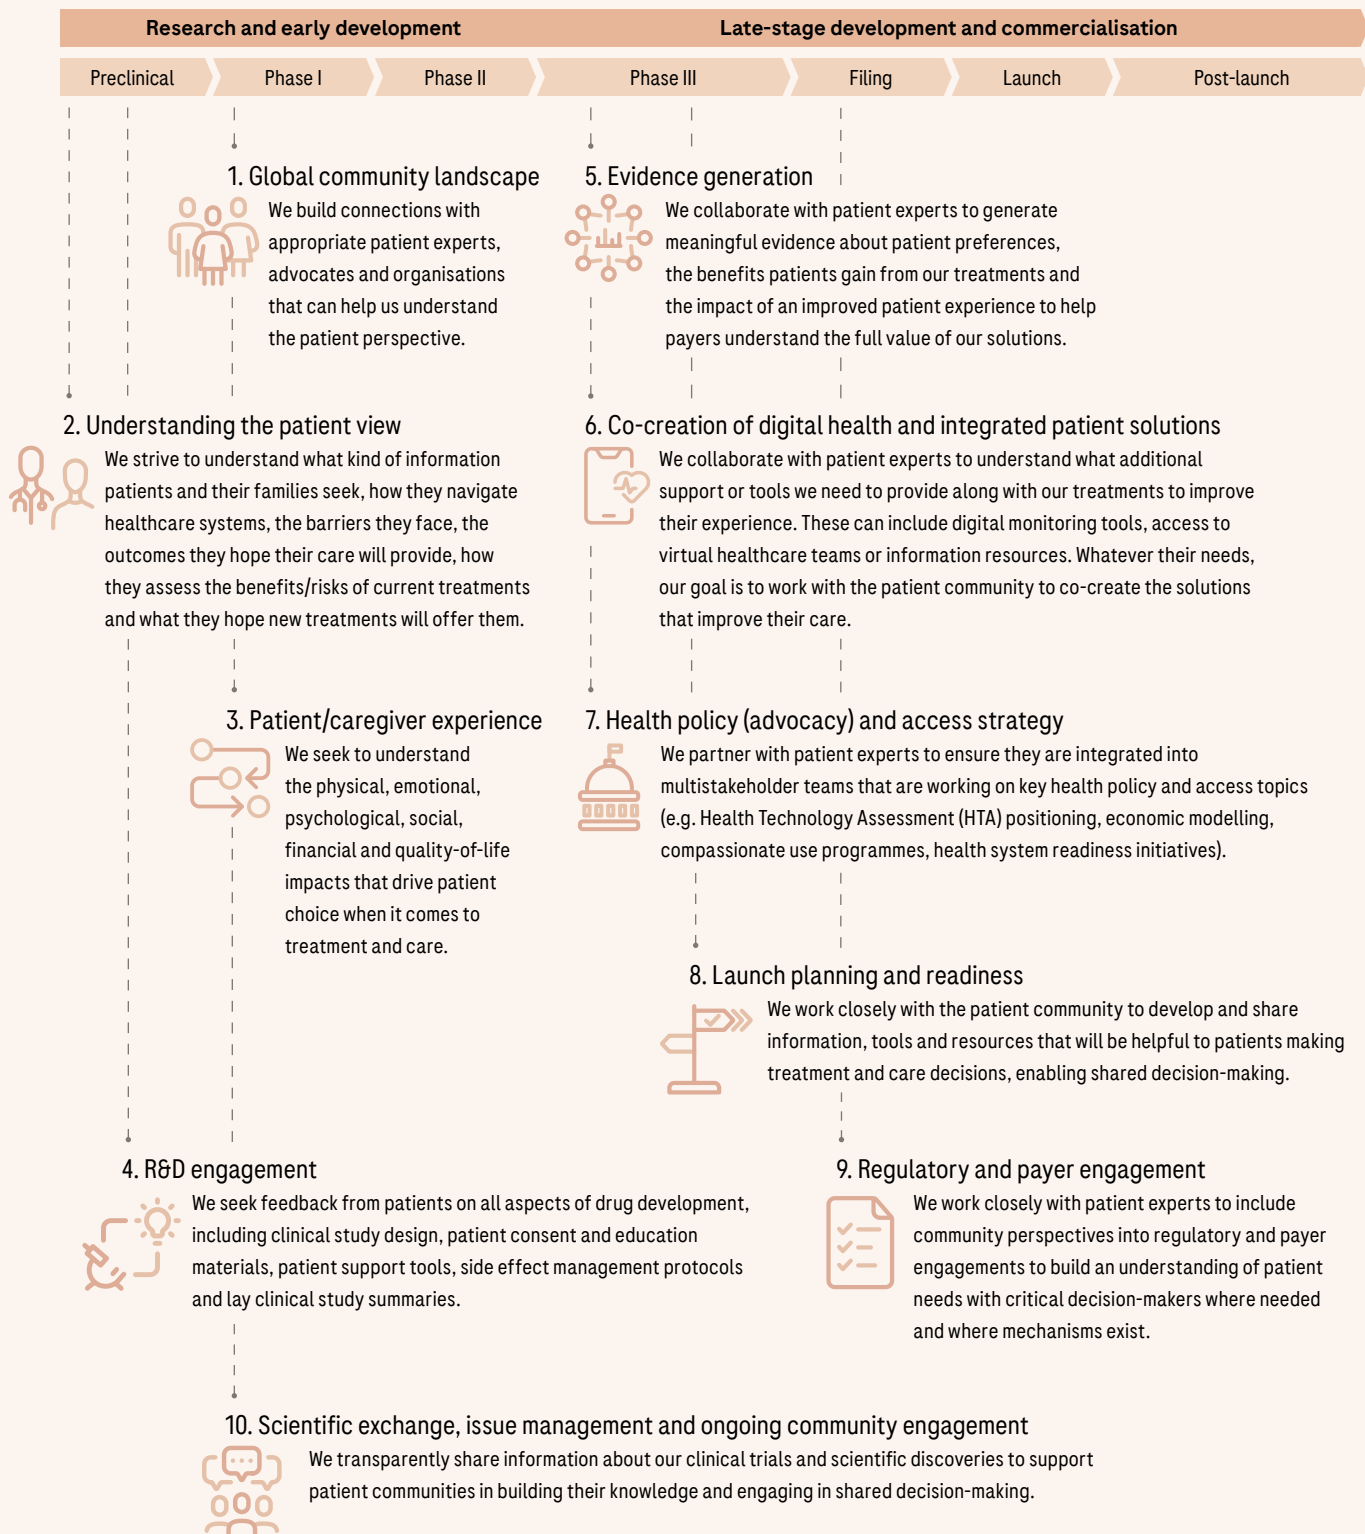 Research and early development
Late-stage development and commercialisation
Preclinical
Phase I
Phase II
Phase III
Filing
Launch
Post-launch
1. Global community landscape
We build connections with
appropriate patient experts,
advocates and organisations
that can help us understand
the patient perspective.
2. Understanding the patient view
We strive to understand what kind of information
patients and their families seek, how they navigate
healthcare systems, the barriers they face, the
outcomes they hope their care will provide, how
they assess the benefits/risks of current treatments
and what they hope new treatments will offer them.
3. Patient/caregiver experience
We seek to understand
the physical, emotional,
psychological, social,
financial and quality-of-life
impacts that drive patient
choice when it comes to
treatment and care.
4. R&D engagement
We seek feedback from patients on all aspects of drug development,
including clinical study design, patient consent and education
materials, patient support tools, side effect management protocols
and lay clinical study summaries.
5. Evidence generation
We collaborate with patient experts to generate
meaningful evidence about patient preferences,
the benefits patients gain from our treatments and
the impact of an improved patient experience to help
payers understand the full value of our solutions.
6. Co-creation of digital health and integrated patient solutions
We collaborate with patient experts to understand what additional
support or tools we need to provide along with our treatments to improve
their experience. These can include digital monitoring tools, access to
virtual healthcare teams or information resources. Whatever their needs,
our goal is to work with the patient community to co-create the solutions
that improve their care.
7. Health policy (advocacy) and access strategy
We partner with patient experts to ensure they are integrated into
multistakeholder teams that are working on key health policy and access topics
(e.g. Health Technology Assessment (HTA) positioning, economic modelling,
compassionate use programmes, health system readiness initiatives).
8. Launch planning and readiness
We work closely with the patient community to develop and share
information, tools and resources that will be helpful to patients making
treatment and care decisions, enabling shared decision-making.
9. Regulatory and payer engagement
We work closely with patient experts to include
community perspectives into regulatory and payer
engagements to build an understanding of patient
needs with critical decision-makers where needed
and where mechanisms exist.
10. Scientific exchange, issue management and ongoing community engagement
We transparently share information about our clinical trials and scientific discoveries to support
patient communities in building their knowledge and engaging in shared decision-making.